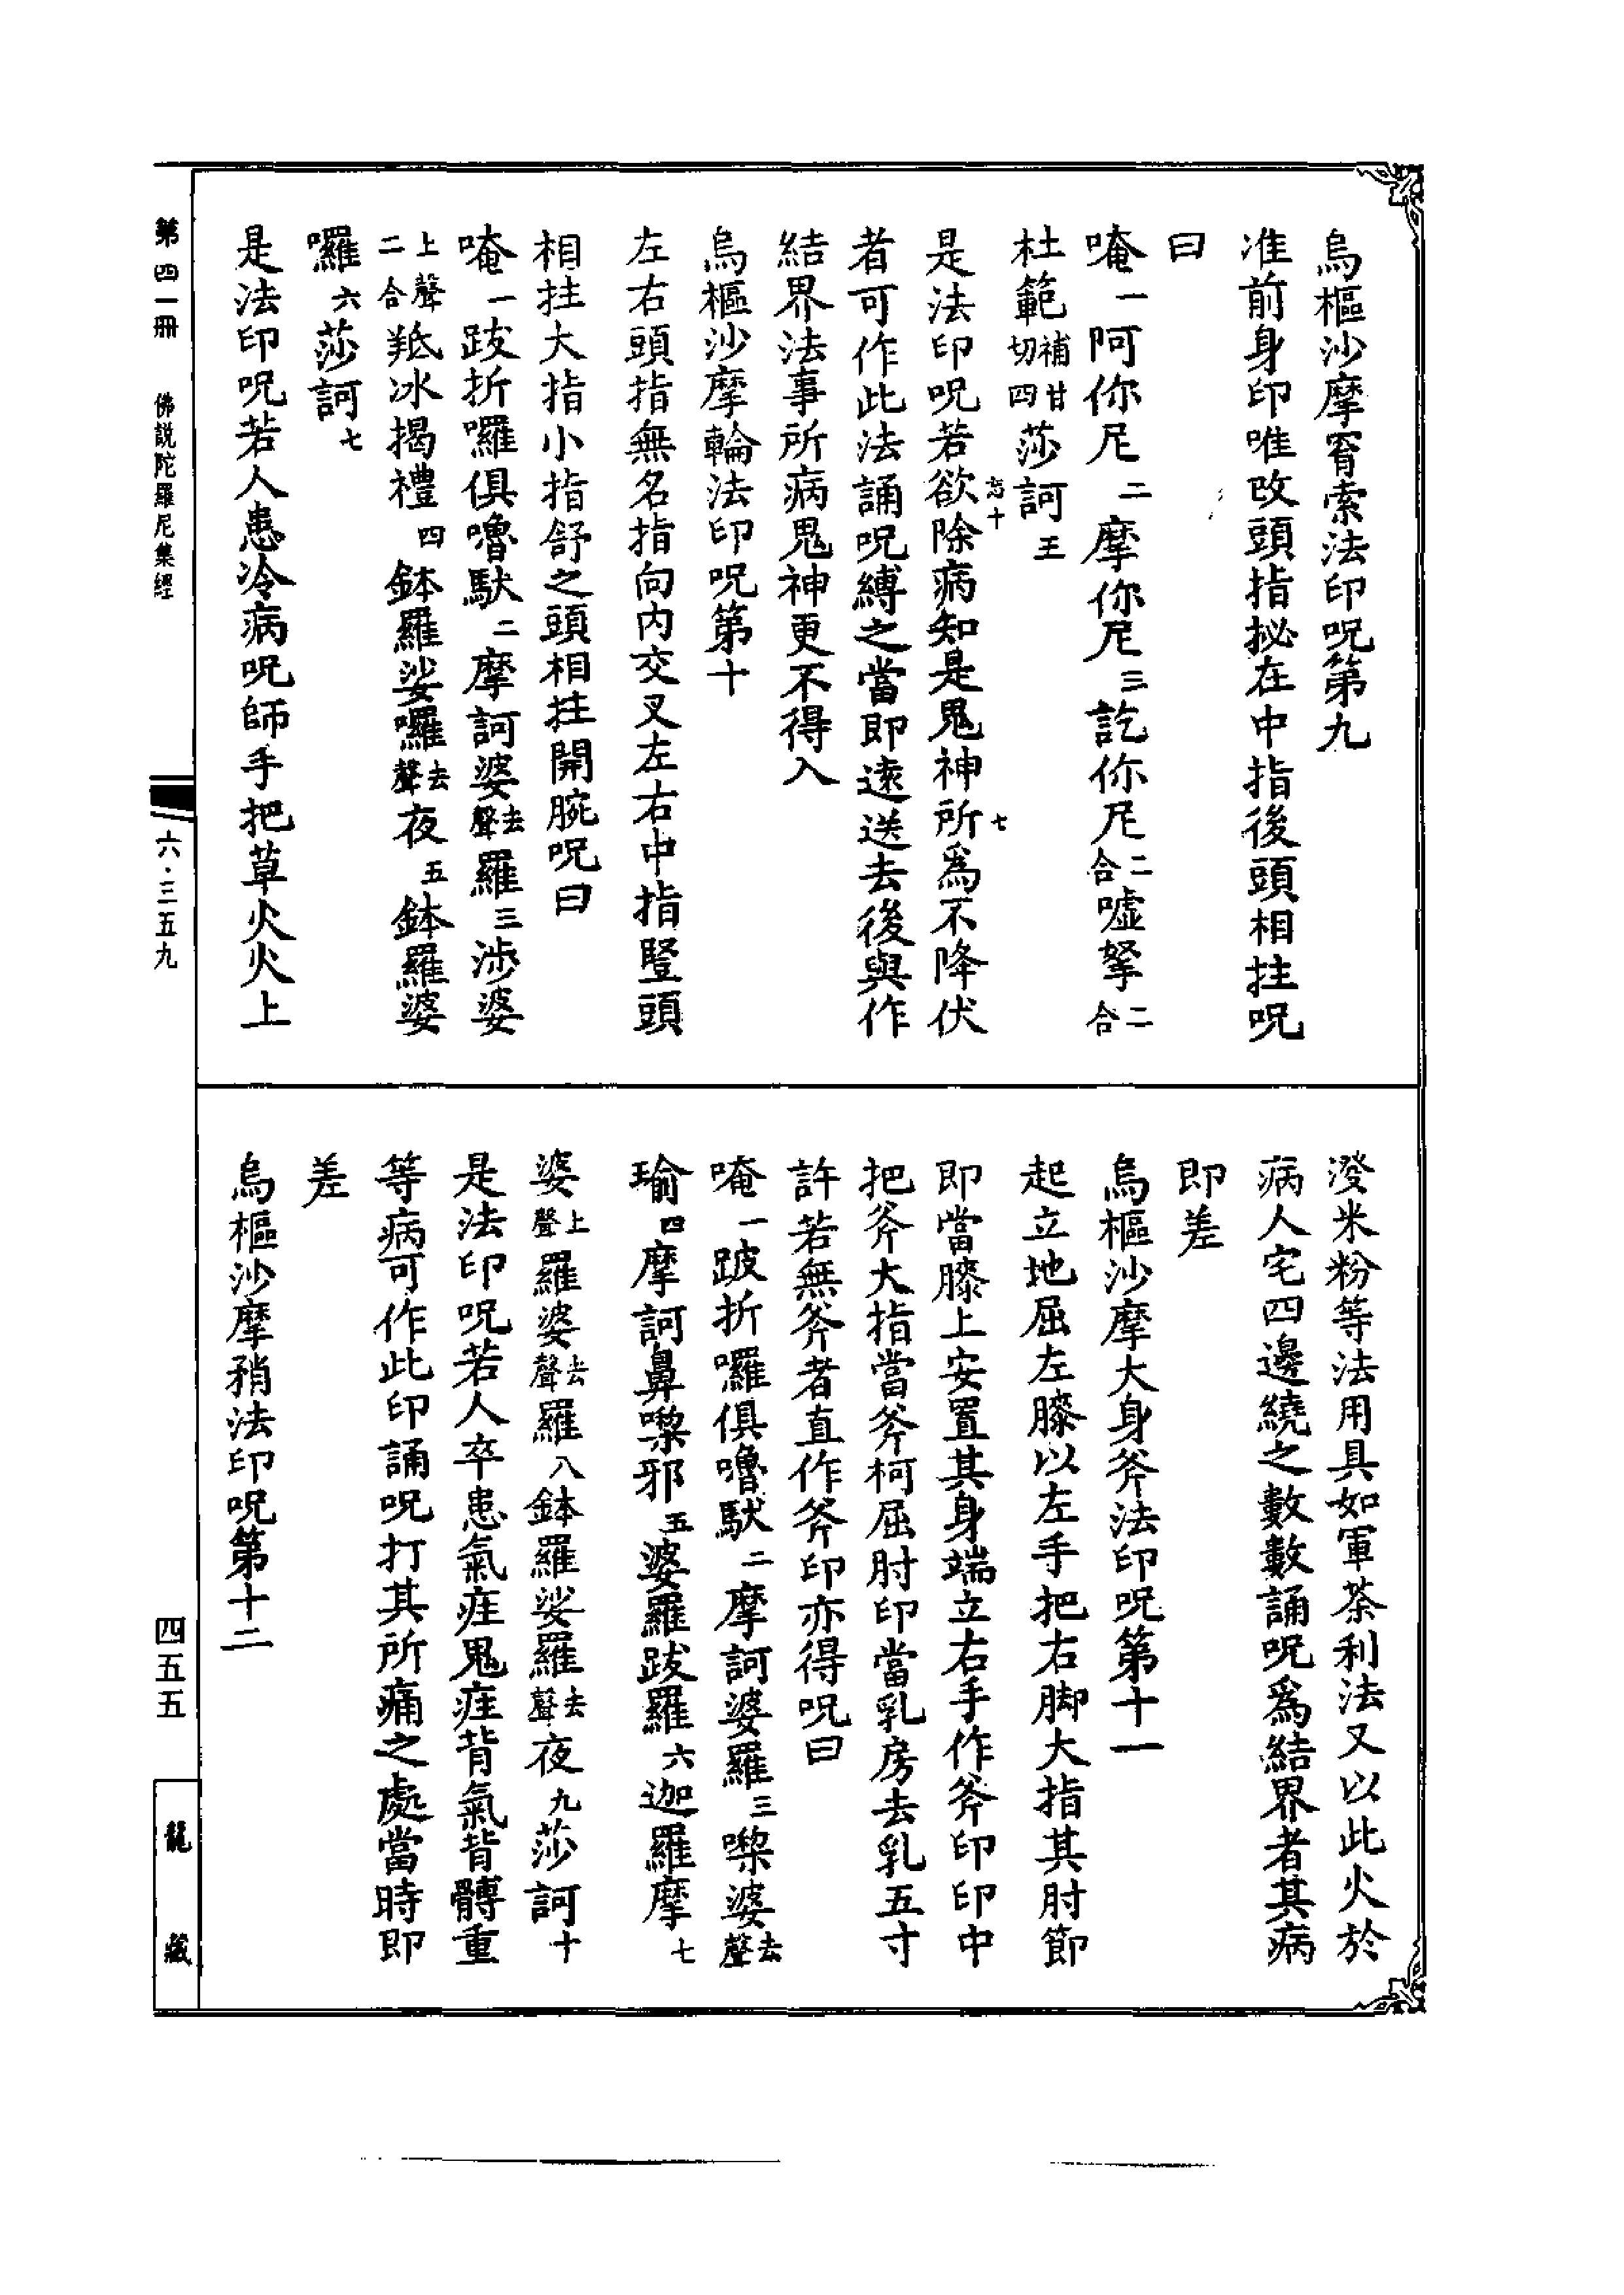 烏樞沙摩罥索法印呪第九
准前身印唯改頭指㧙在中指後頭相拄呪
曰
唵一阿你尼二摩你尼三訖你尼二合嘘拏二合
杜範補甘切四莎訶五
是法印呪若欲除病知是鬼神所爲不降伏
者可作此法誦呪縛之當即遠送去後與作
結界法事所病鬼神更不得入
烏樞沙摩輪法印呪第十
左右頭指無名指向內交叉左右中指豎頭
相拄大指小指舒之頭相拄開腕呪曰
唵一跋折囉俱嚕馱二摩訶婆去聲羅三涉婆
上聲二合羝冰揭禮四鉢羅娑囉去聲夜五鉢羅婆
囉六莎訶七
是法印呪若人患冷病呪師手把草火火上
潑米粉等法用具如軍荼利法又以此火於
病人宅四邊繞之數數誦呪爲結界者其病
即差
烏樞沙摩大身斧法印呪第十一
起立地屈左膝以左手把右脚大指其肘節
即當膝上安置其身端立右手作斧印印中
把斧大指當斧柯屈肘印當乳房去乳五寸
許若無斧者直作斧印亦得呪曰
唵一跛折囉俱嚕馱二摩訶婆羅三㗚婆去聲
瑜四摩訶鼻㗚邪五婆羅跋羅六迦羅摩七
婆上聲羅婆去聲羅八鉢羅娑羅去聲夜九莎訶十
是法印呪若人卒患氣疰鬼疰背氣背髆重
等病可作此印誦呪打其所痛之處當時即
差
烏樞沙摩矟法印呪第十二
第四一冊 佛説陀羅尼集經
六·三五九
四五五
龍藏